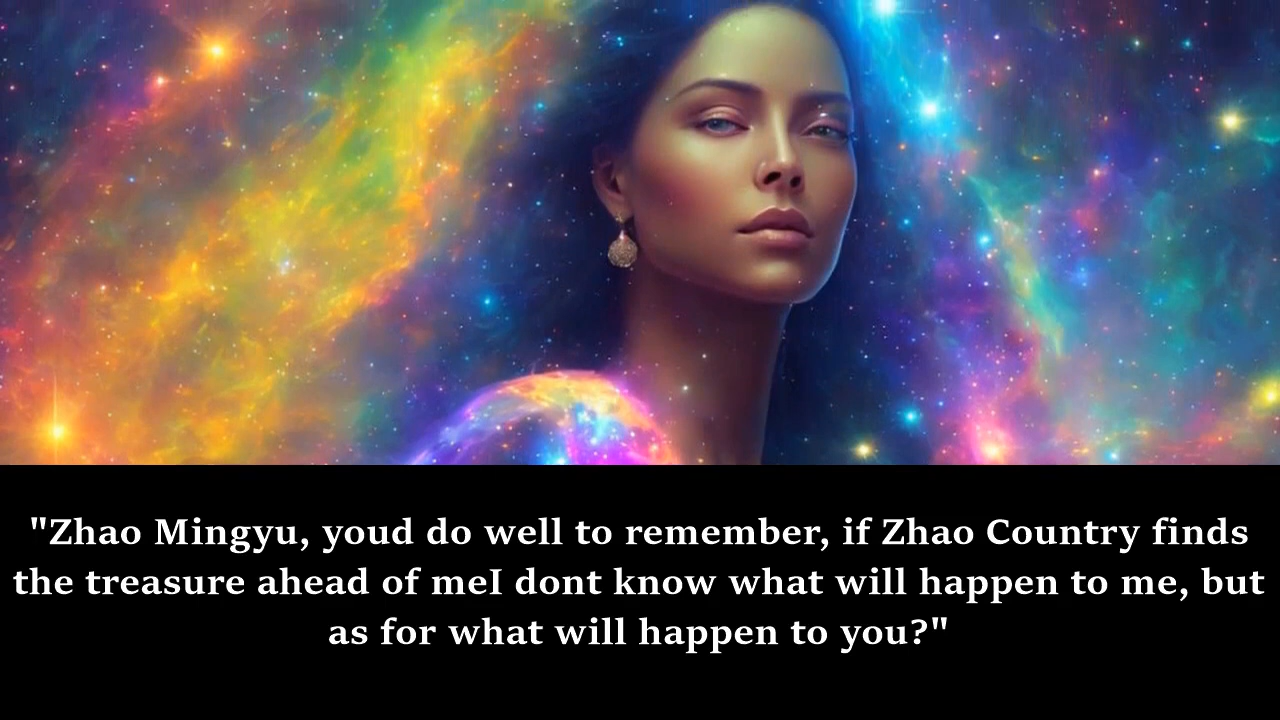 "Zhao Mingyu, youd do well to remember, if Zhao Country finds
the treasure ahead of meI dont know what will happen to me, but
as for what will happen to you?"